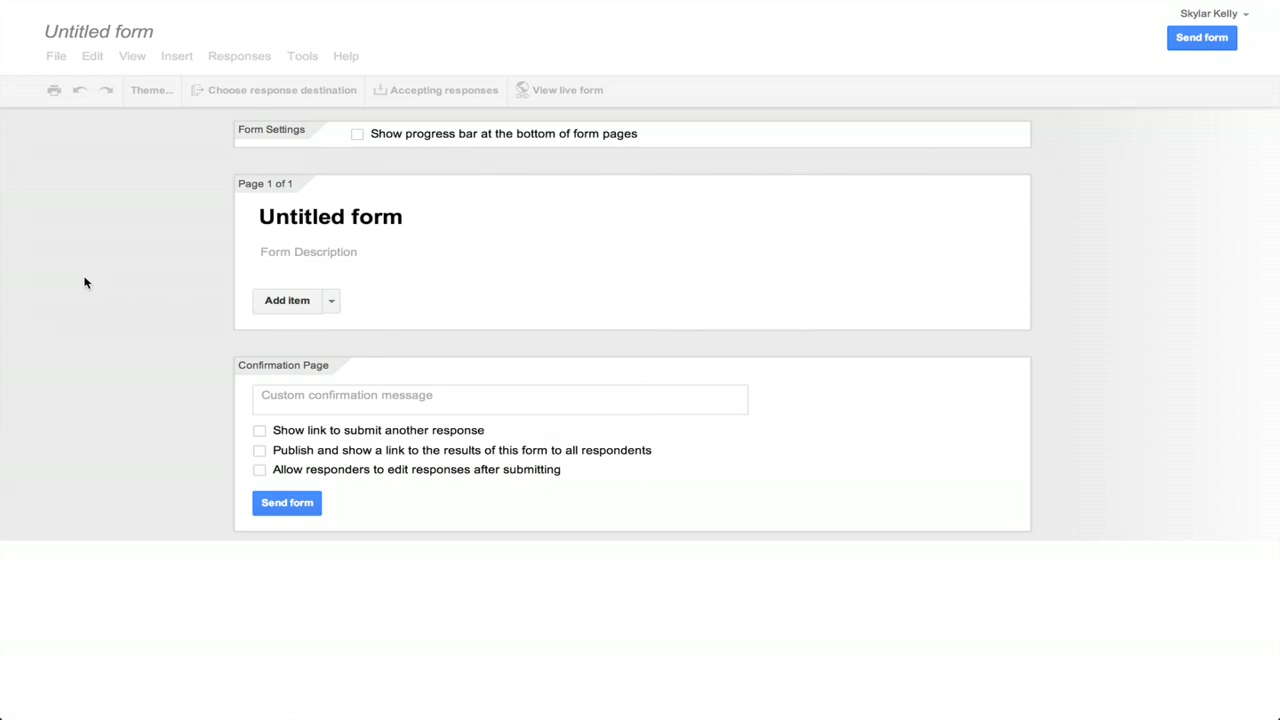 Skylar Kelly
Untitled form
Send form
File Edit View Insert Responses Tools Help
Theme... Choose response destination Accepting responses View live form
Form Settings
Show progress bar at the bottom of form pages
Page 1 of 1
Untitled form
Form Description
Add item
Confirmation Page
Custom confirmation message
Show link to submit another response
Publish and show a link to the results of this form to all respondents
Allow responders to edit responses after submitting
Send form